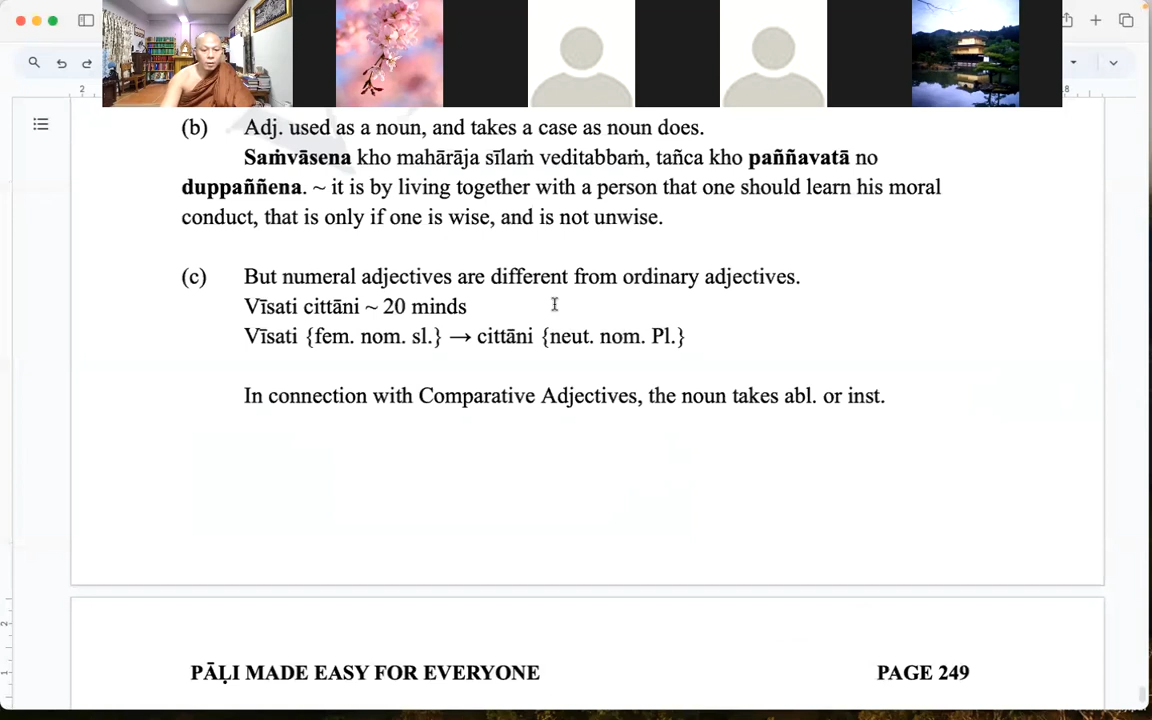 (b) Adj. used as a noun, and takes a case as noun does.
Saṁvāsena kho mahārāja sīlaṁ veditabbaṁ, tañca kho paññavatā no
duppaññena. ~ it is by living together with a person that one should learn his moral
conduct, that is only if one is wise, and is not unwise.
(c) But numeral adjectives are different from ordinary adjectives.
Vīsati cittāni ~ 20 minds
Vīsati {fem. nom. sl.} → cittāni {neut. nom. Pl.}
In connection with Comparative Adjectives, the noun takes abl. or inst.
PĀḶI MADE EASY FOR EVERYONE PAGE 249